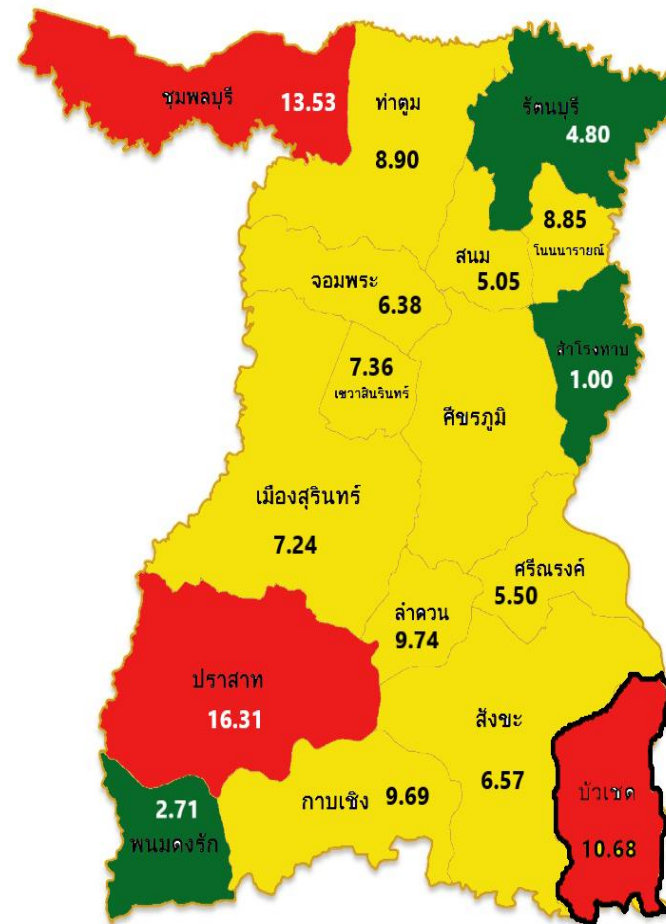 ชุมพลบุรี 13.53
ท่าตูม
8.90
รัตนบุรี
4.80
8.85
โนนนารายณ์
สนม
5.05
จอมพระ
6.38
สำโรงทาบ
1.00
7.36
เขวาสินรินทร์
ศีขรภูมิ
เมืองสุรินทร์
7.24
ศรีณรงค์
5.50
ลำดวน
9.74
ปราสาท
16.31
สังขะ
6.57
บัวเชด
10.68
กาบเชิง 9.69
2.71
พนมดงรัก